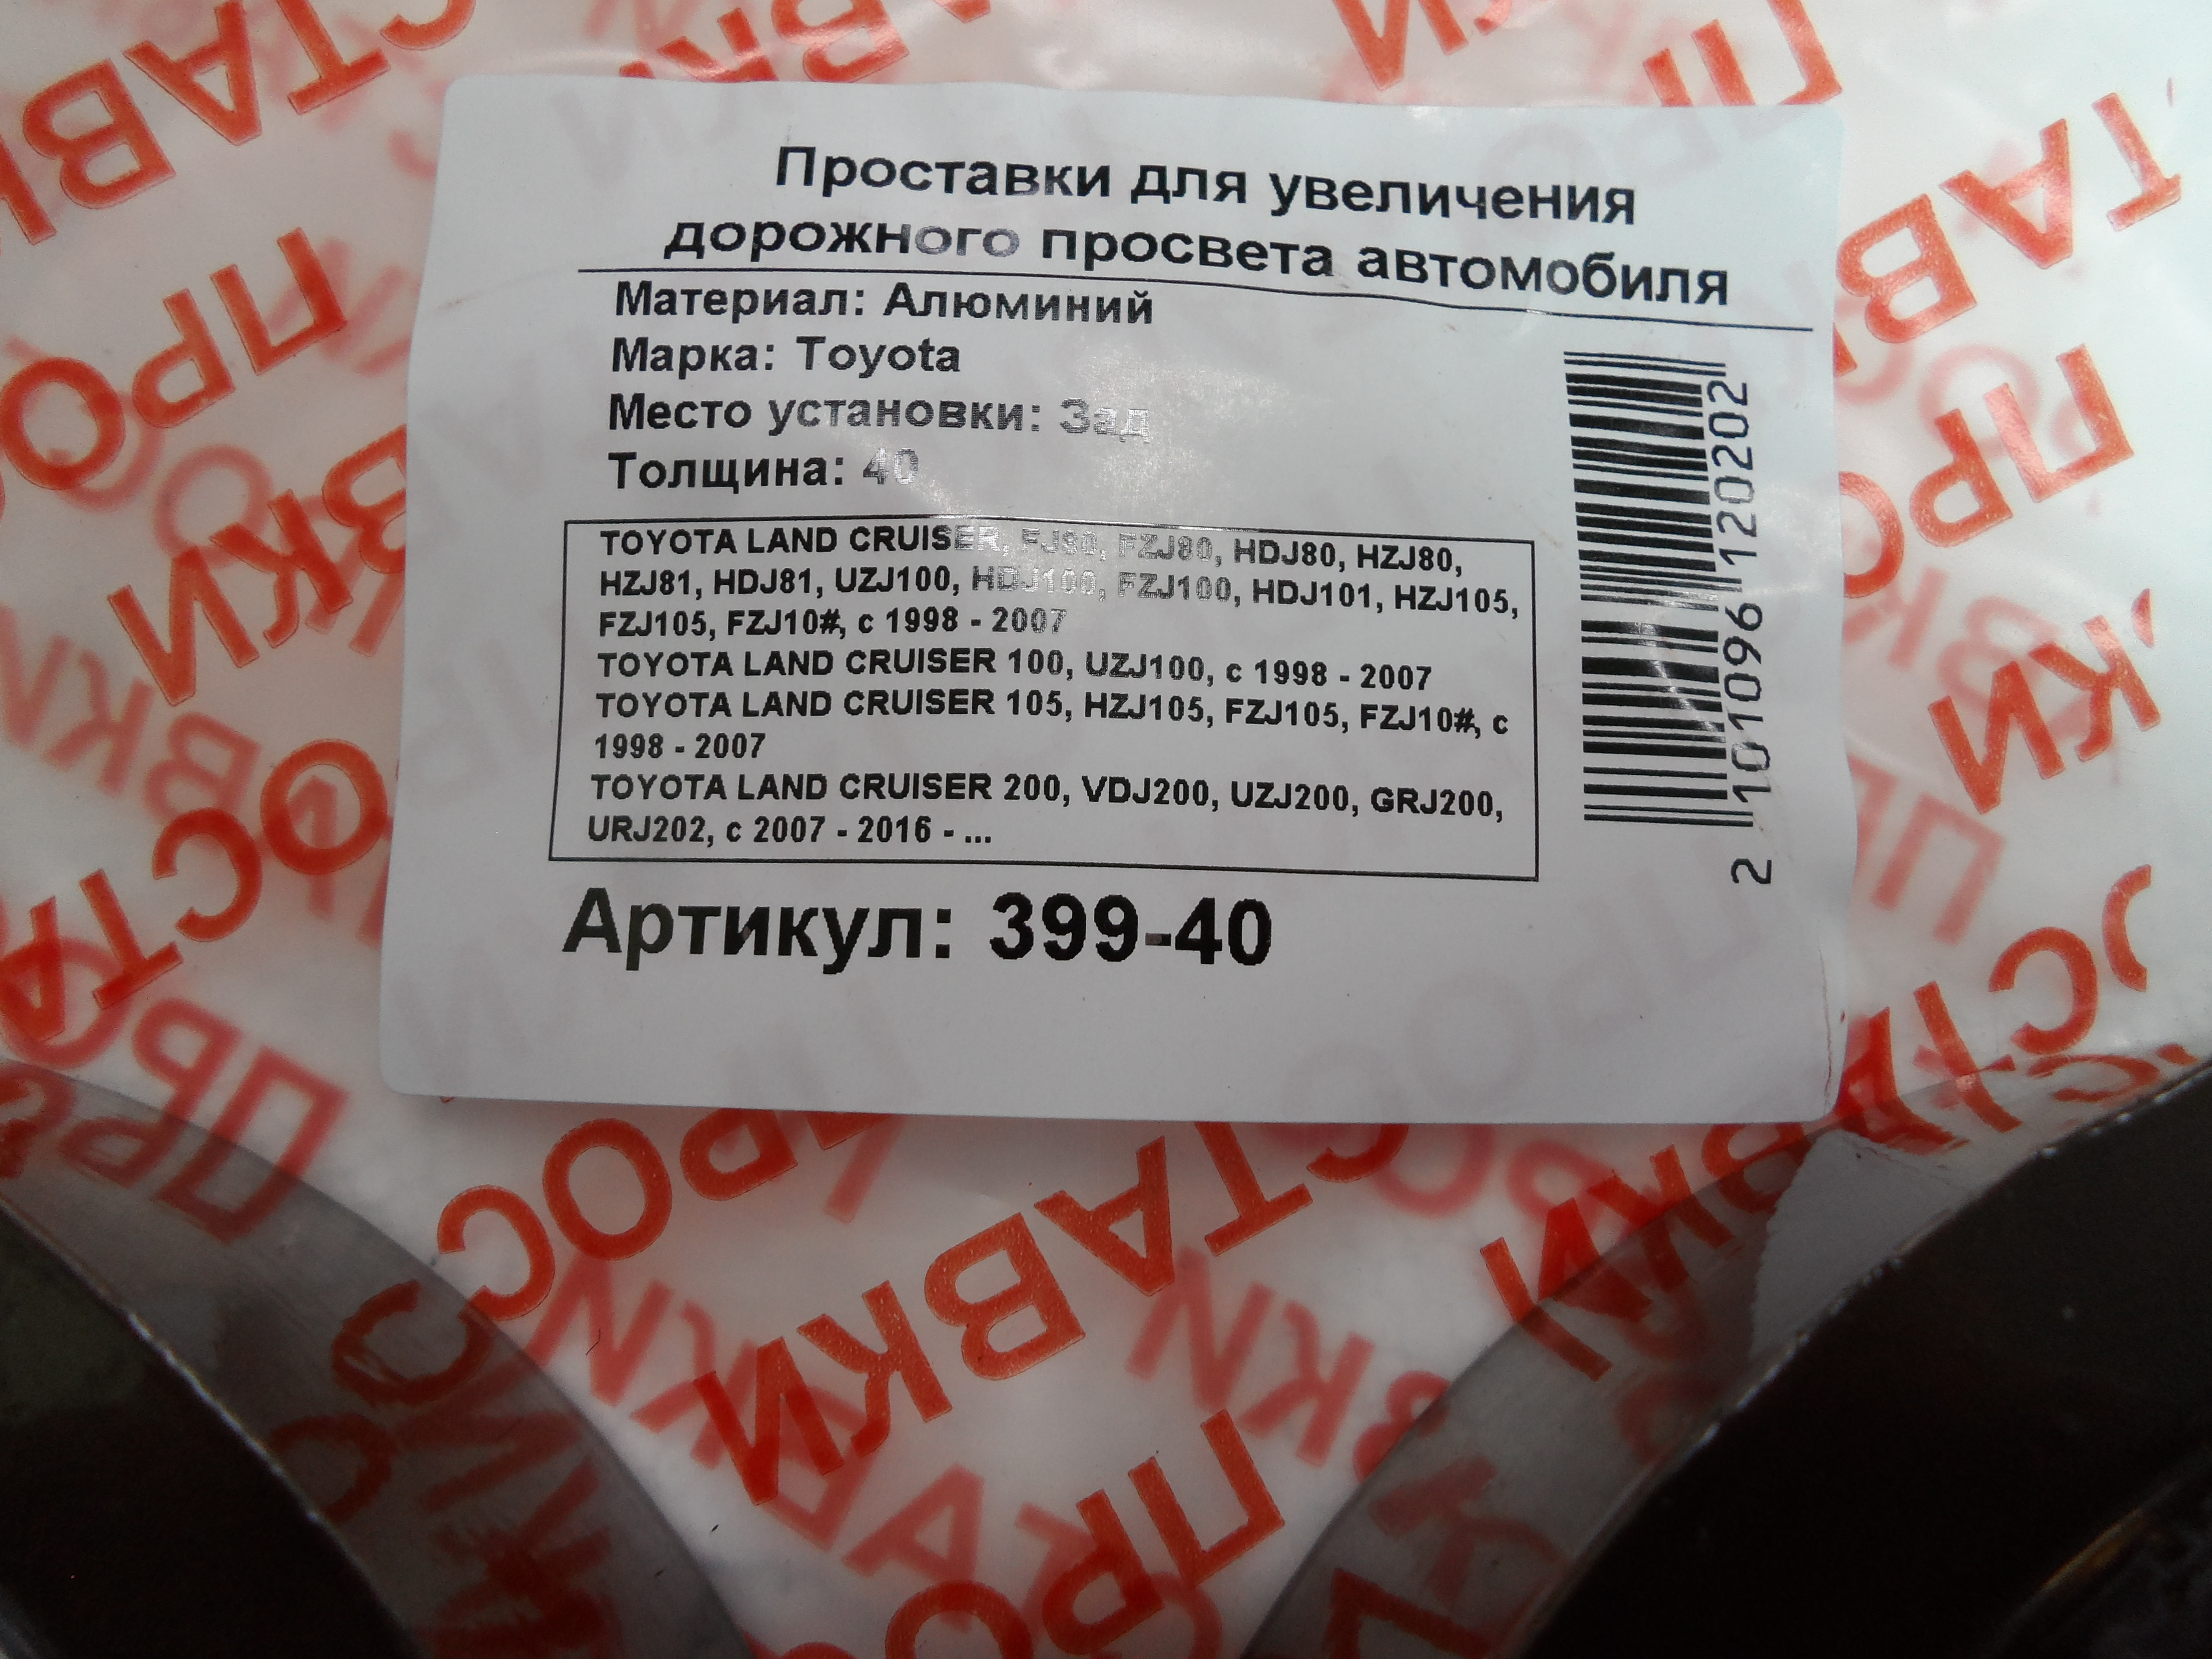 Проставки для увеличения
дорожного просвета автомобиля
Материал: Алюминий
Марка: Toyota
Место установки: Зад
Толщина: 40
TOYOTA LAND CRUISER, FJ80, FZJ80, HDJ80, HZJ80,
HZJ81, HDJ81, UZJ100, HDJ100, FZJ100, HDJ101, HZJ105,
FZJ105, FZJ10#, с 1998 - 2007
TOYOTA LAND CRUISER 100, UZJ100, с 1998 - 2007
TOYOTA LAND CRUISER 105, HZJ105, FZJ105, FZJ10#, с
1998 - 2007
TOYOTA LAND CRUISER 200, VDJ200, UZJ200, GRJ200,
URJ202, с 2007 - 2016 - ...
Артикул: 399-40
2 101096 120202
ПРОСТАВКИ